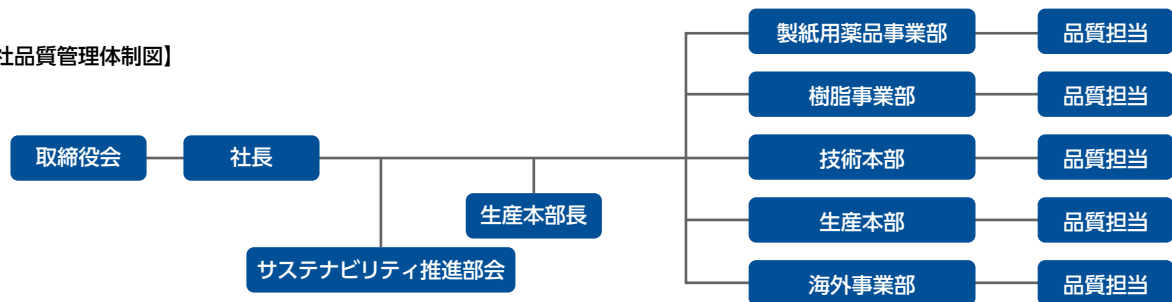 社品質管理体制図】
取締役会
社長
サステナビリティ推進部会
生産本部長
製紙用薬品事業部
品質担当
樹脂事業部
品質担当
技術本部
品質担当
生産本部
品質担当
海外事業部
品質担当